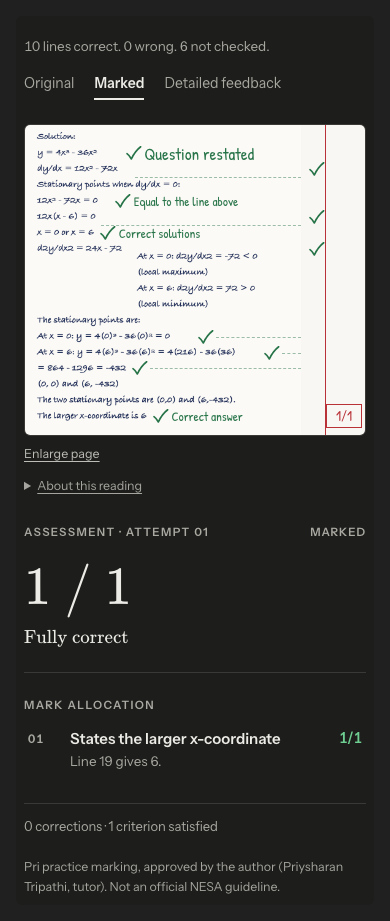 10 lines correct. 0 wrong. 6 not checked.
Original Marked Detailed feedback
Solution:
y = 4x³ - 36x² Question restated
dy/dx = 12x² - 72x
Stationary points when dy/dx = 0:
12x² - 72x = 0 Equal to the line above
12x(x - 6) = 0
x = 0 or x = 6 Correct solutions
d2y/dx2 = 24x - 72
At x = 0: d2y/dx2 = -72 < 0
(local maximum)
At x = 6: d2y/dx2 = 72 > 0
(local minimum)
The stationary points are:
At x = 0: y = 4(0)³ - 36(0)² = 0
At x = 6: y = 4(6)³ - 36(6)² = 4(216) - 36(36)
= 864 - 1296 = -432
(0, 0) and (6, -432)
The two stationary points are (0,0) and (6,-432).
The larger x-coordinate is 6 Correct answer
1/1
Enlarge page
About this reading
ASSESSMENT · ATTEMPT 01 MARKED
1 / 1
Fully correct
MARK ALLOCATION
01 States the larger x-coordinate 1/1
Line 19 gives 6.
0 corrections · 1 criterion satisfied
Pri practice marking, approved by the author (Priysharan
Tripathi, tutor). Not an official NESA guideline.